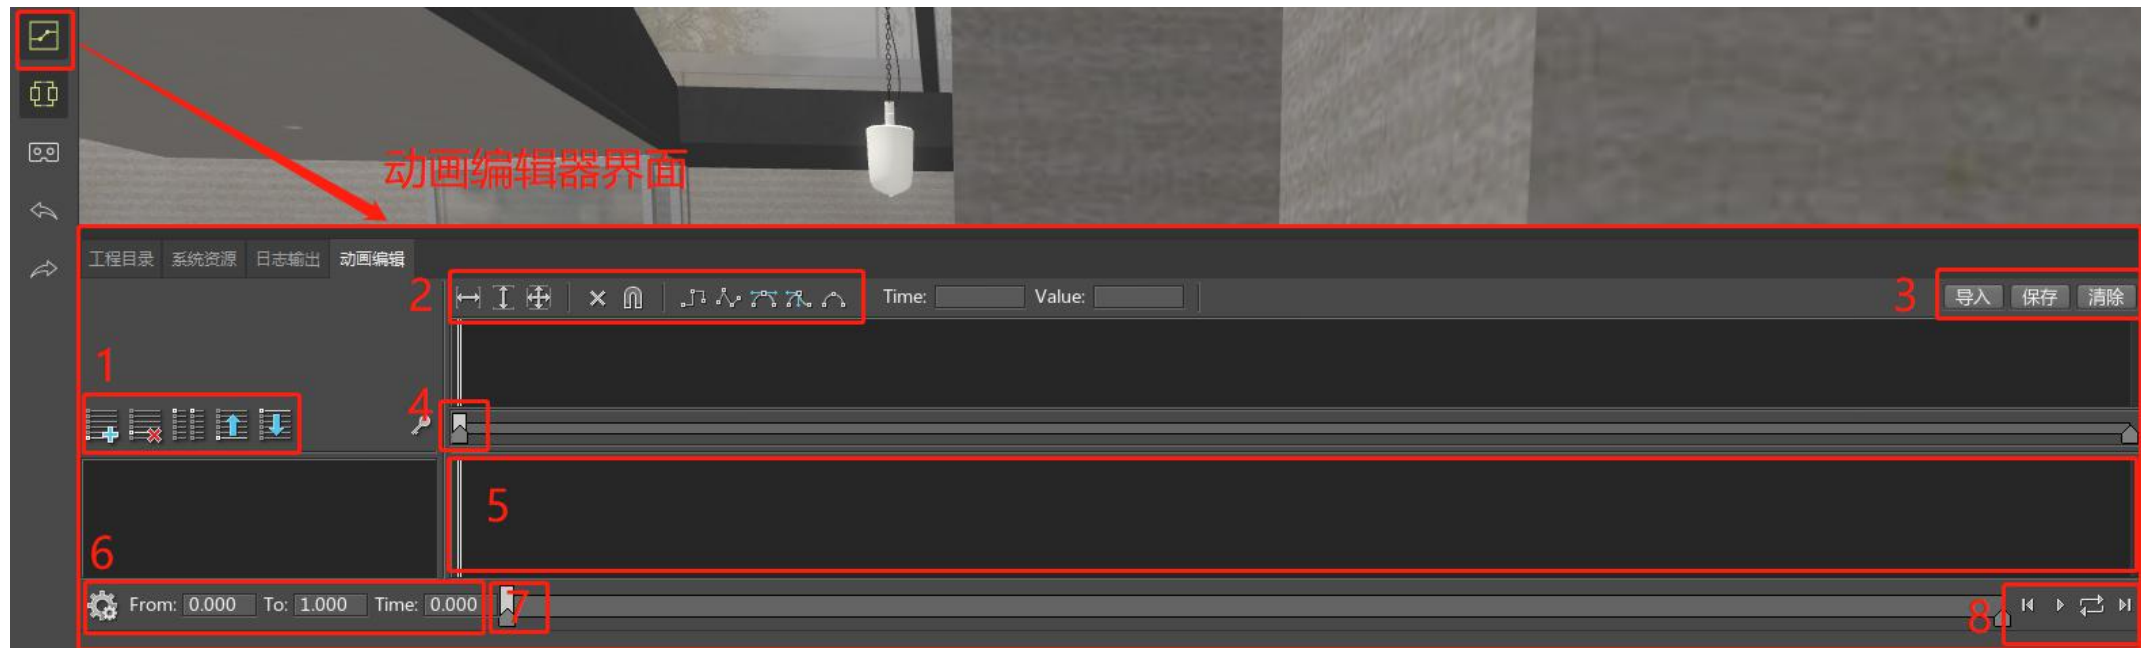 动画编辑器界面
工程目录 系统资源 日志输出 动画编辑
2 Time: Value: 3 导入 保存 清除
1
4
5
6
From: 0.000 To: 1.000 Time: 0.000 7 8